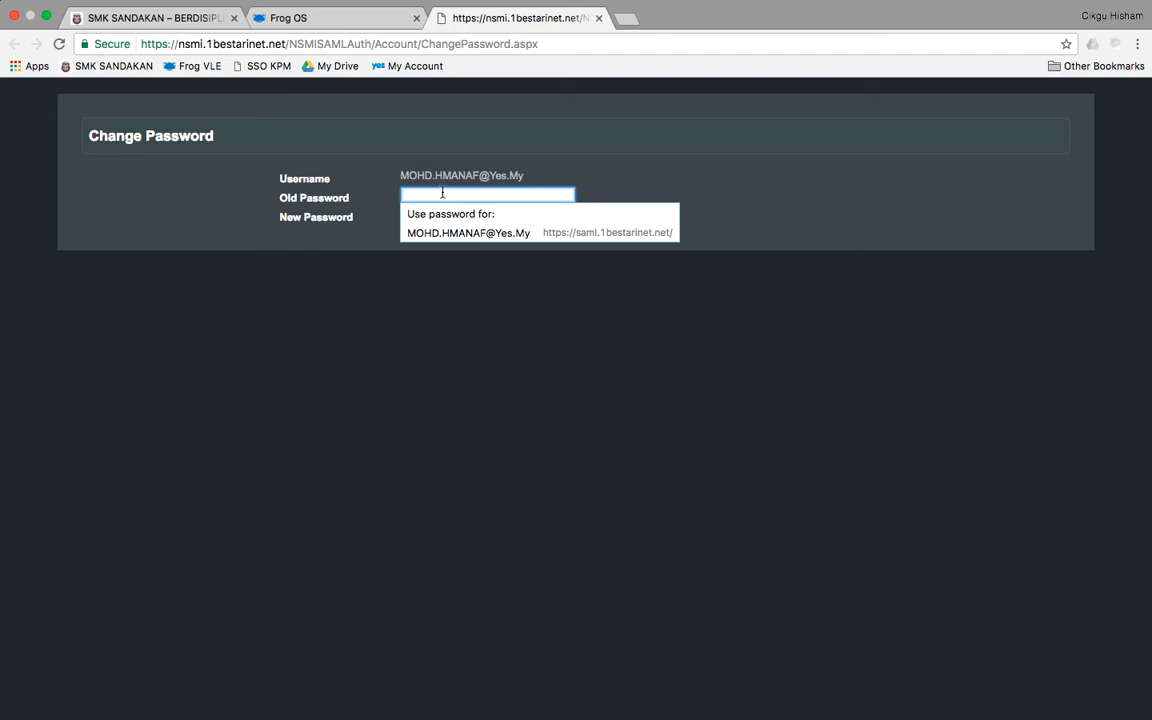 SMK SANDAKAN – BERDISIPLI
Frog OS
https://nsmi.1bestarinet.net/N
Cikgu Hisham
Secure
https://nsmi.1bestarinet.net/NSMISAMLAuth/Account/ChangePassword.aspx
Apps
SMK SANDAKAN
Frog VLE
SSO KPM
My Drive
yes My Account
Other Bookmarks
Change Password
Username MOHD.HMANAF@Yes.My
Old Password
New Password
Use password for:
MOHD.HMANAF@Yes.My https://saml.1bestarinet.net/